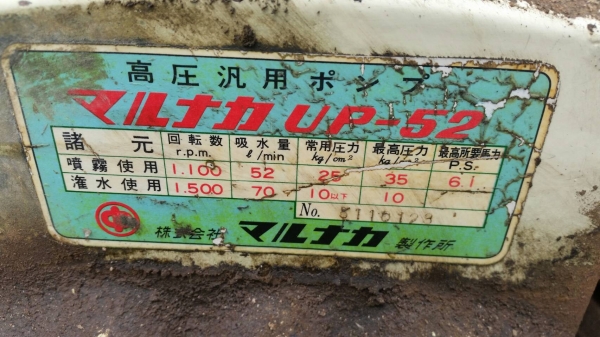 高圧汎用ポンプ
マルナカ UP-52
諸元 回転数 r.p.m. 吸水量 ℓ/min 常用圧力 kg/cm² 最高圧力 kg/cm² 最高所要馬力 P.S.
噴霧使用 1.100 52 25 35 6.1
灌水使用 1.500 70 10以下 10
No.
株式会社 マルナカ 製作所